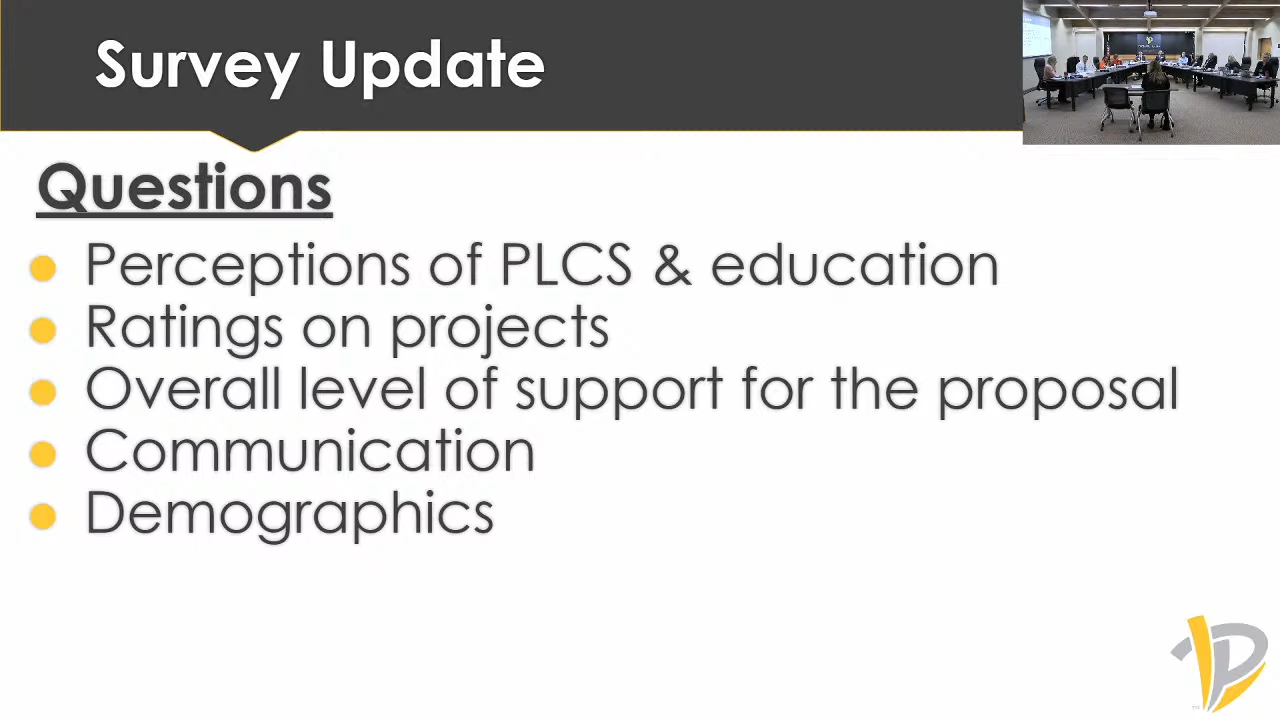 Survey Update
Questions
Perceptions of PLCS & education
Ratings on projects
Overall level of support for the proposal
Communication
Demographics